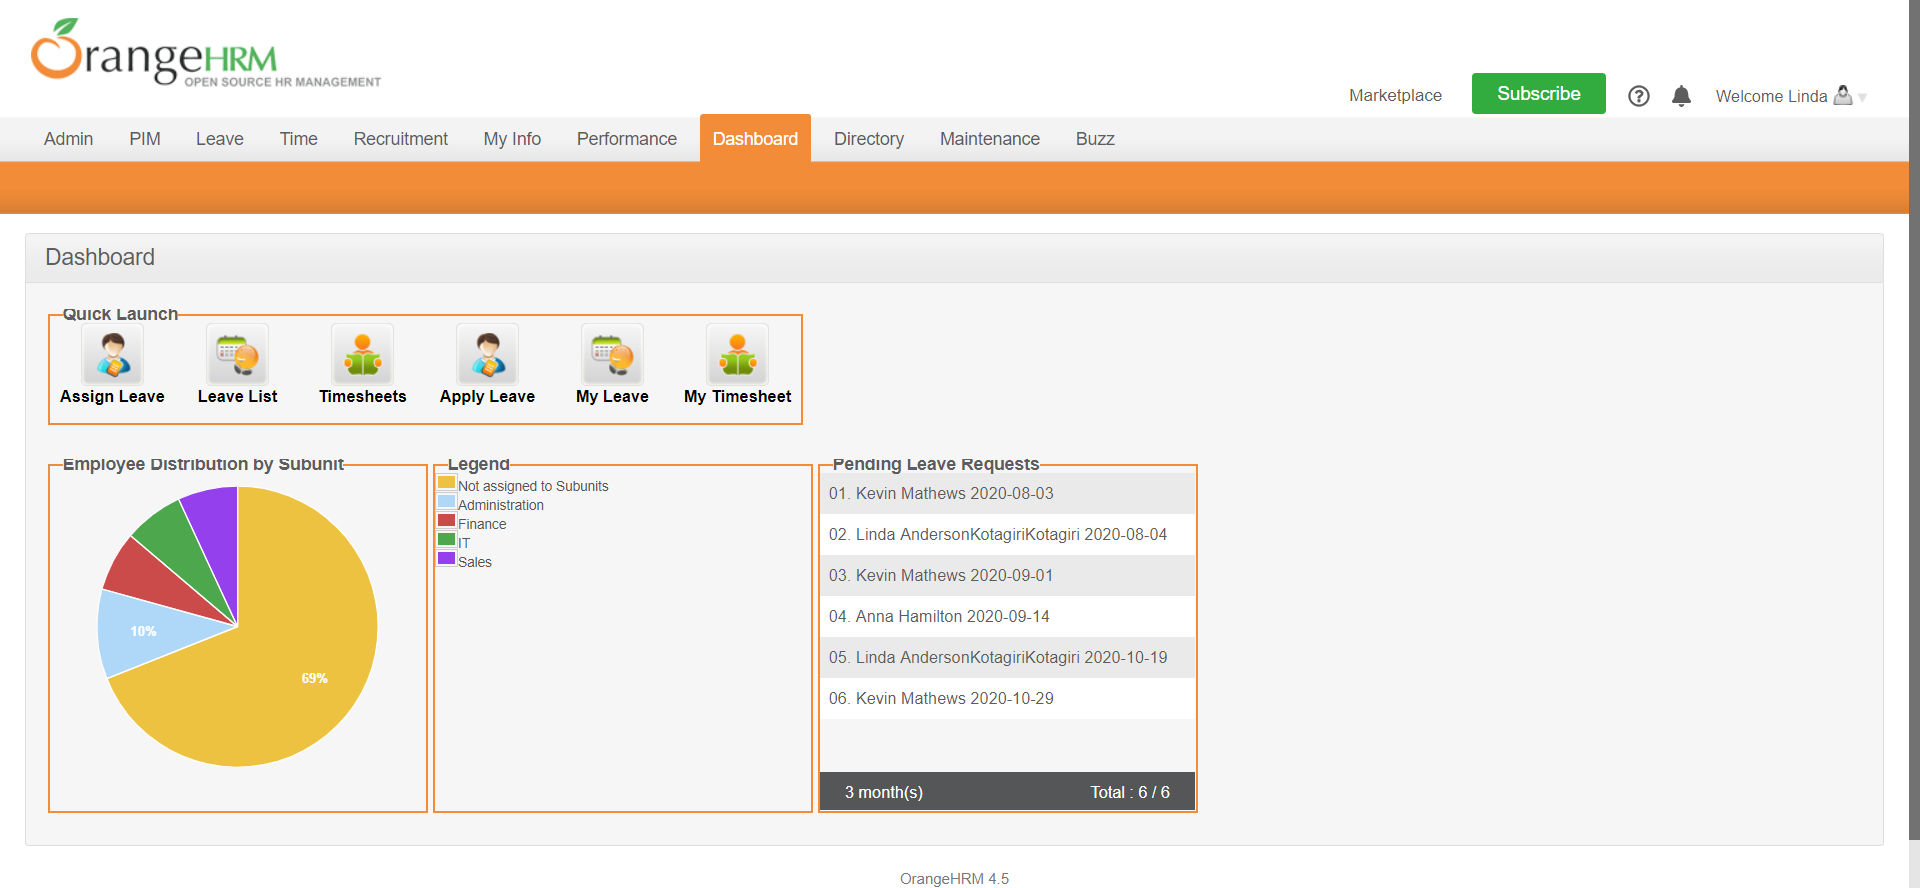 OrangeHRM
OPEN SOURCE HR MANAGEMENT
Marketplace Subscribe Welcome Linda
Admin PIM Leave Time Recruitment My Info Performance Dashboard Directory Maintenance Buzz
Dashboard
Quick Launch
Assign Leave Leave List Timesheets Apply Leave My Leave My Timesheet
Employee Distribution by Subunit
10%
69%
Legend
Not assigned to Subunits
Administration
Finance
IT
Sales
Pending Leave Requests
01. Kevin Mathews 2020-08-03
02. Linda AndersonKotagiriKotagiri 2020-08-04
03. Kevin Mathews 2020-09-01
04. Anna Hamilton 2020-09-14
05. Linda AndersonKotagiriKotagiri 2020-10-19
06. Kevin Mathews 2020-10-29
3 month(s) Total : 6 / 6
OrangeHRM 4.5